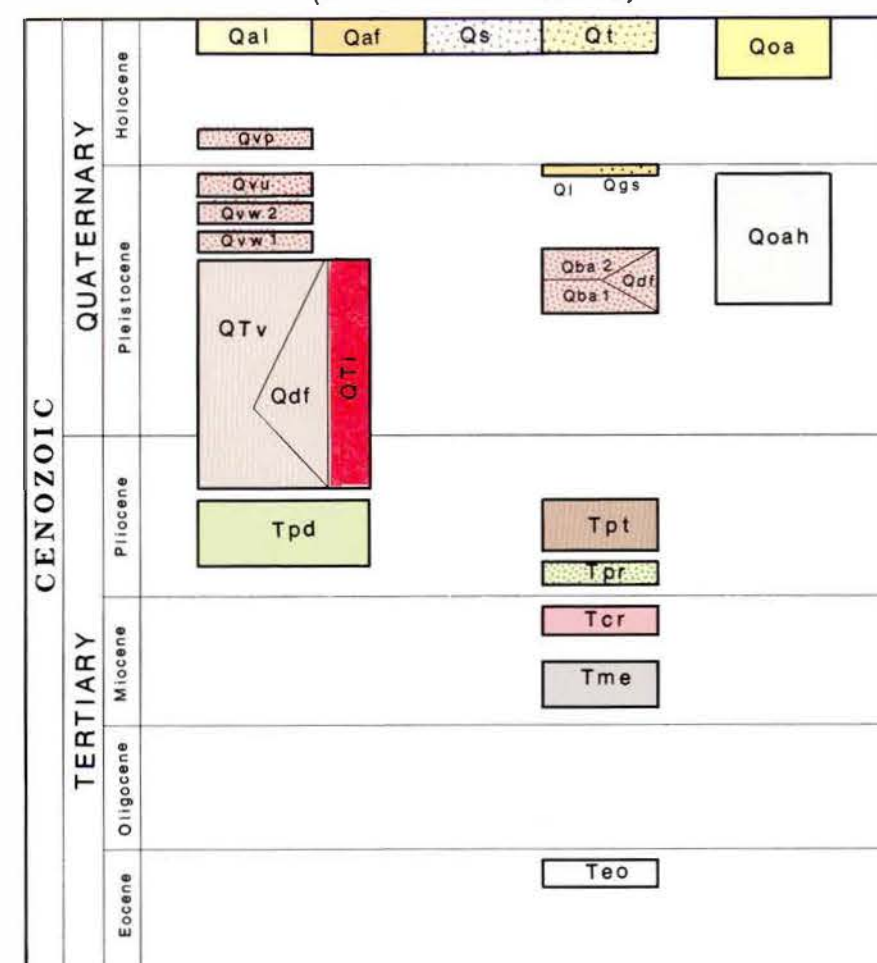 Qal Qaf Qs Qt Qoa
Holocene
Qvp
QUATERNARY
Qvu
Ql Qgs
Qvw 2
Qvw 1
Qoah
Qba 2
Qdf
Qba 1
Pleistocene
QTv
Qdf
QTi
CENOZOIC
Pliocene
Tpd
Tpt
Tpr
TERTIARY
Miocene
Tcr
Tme
Oligocene
Eocene
Teo